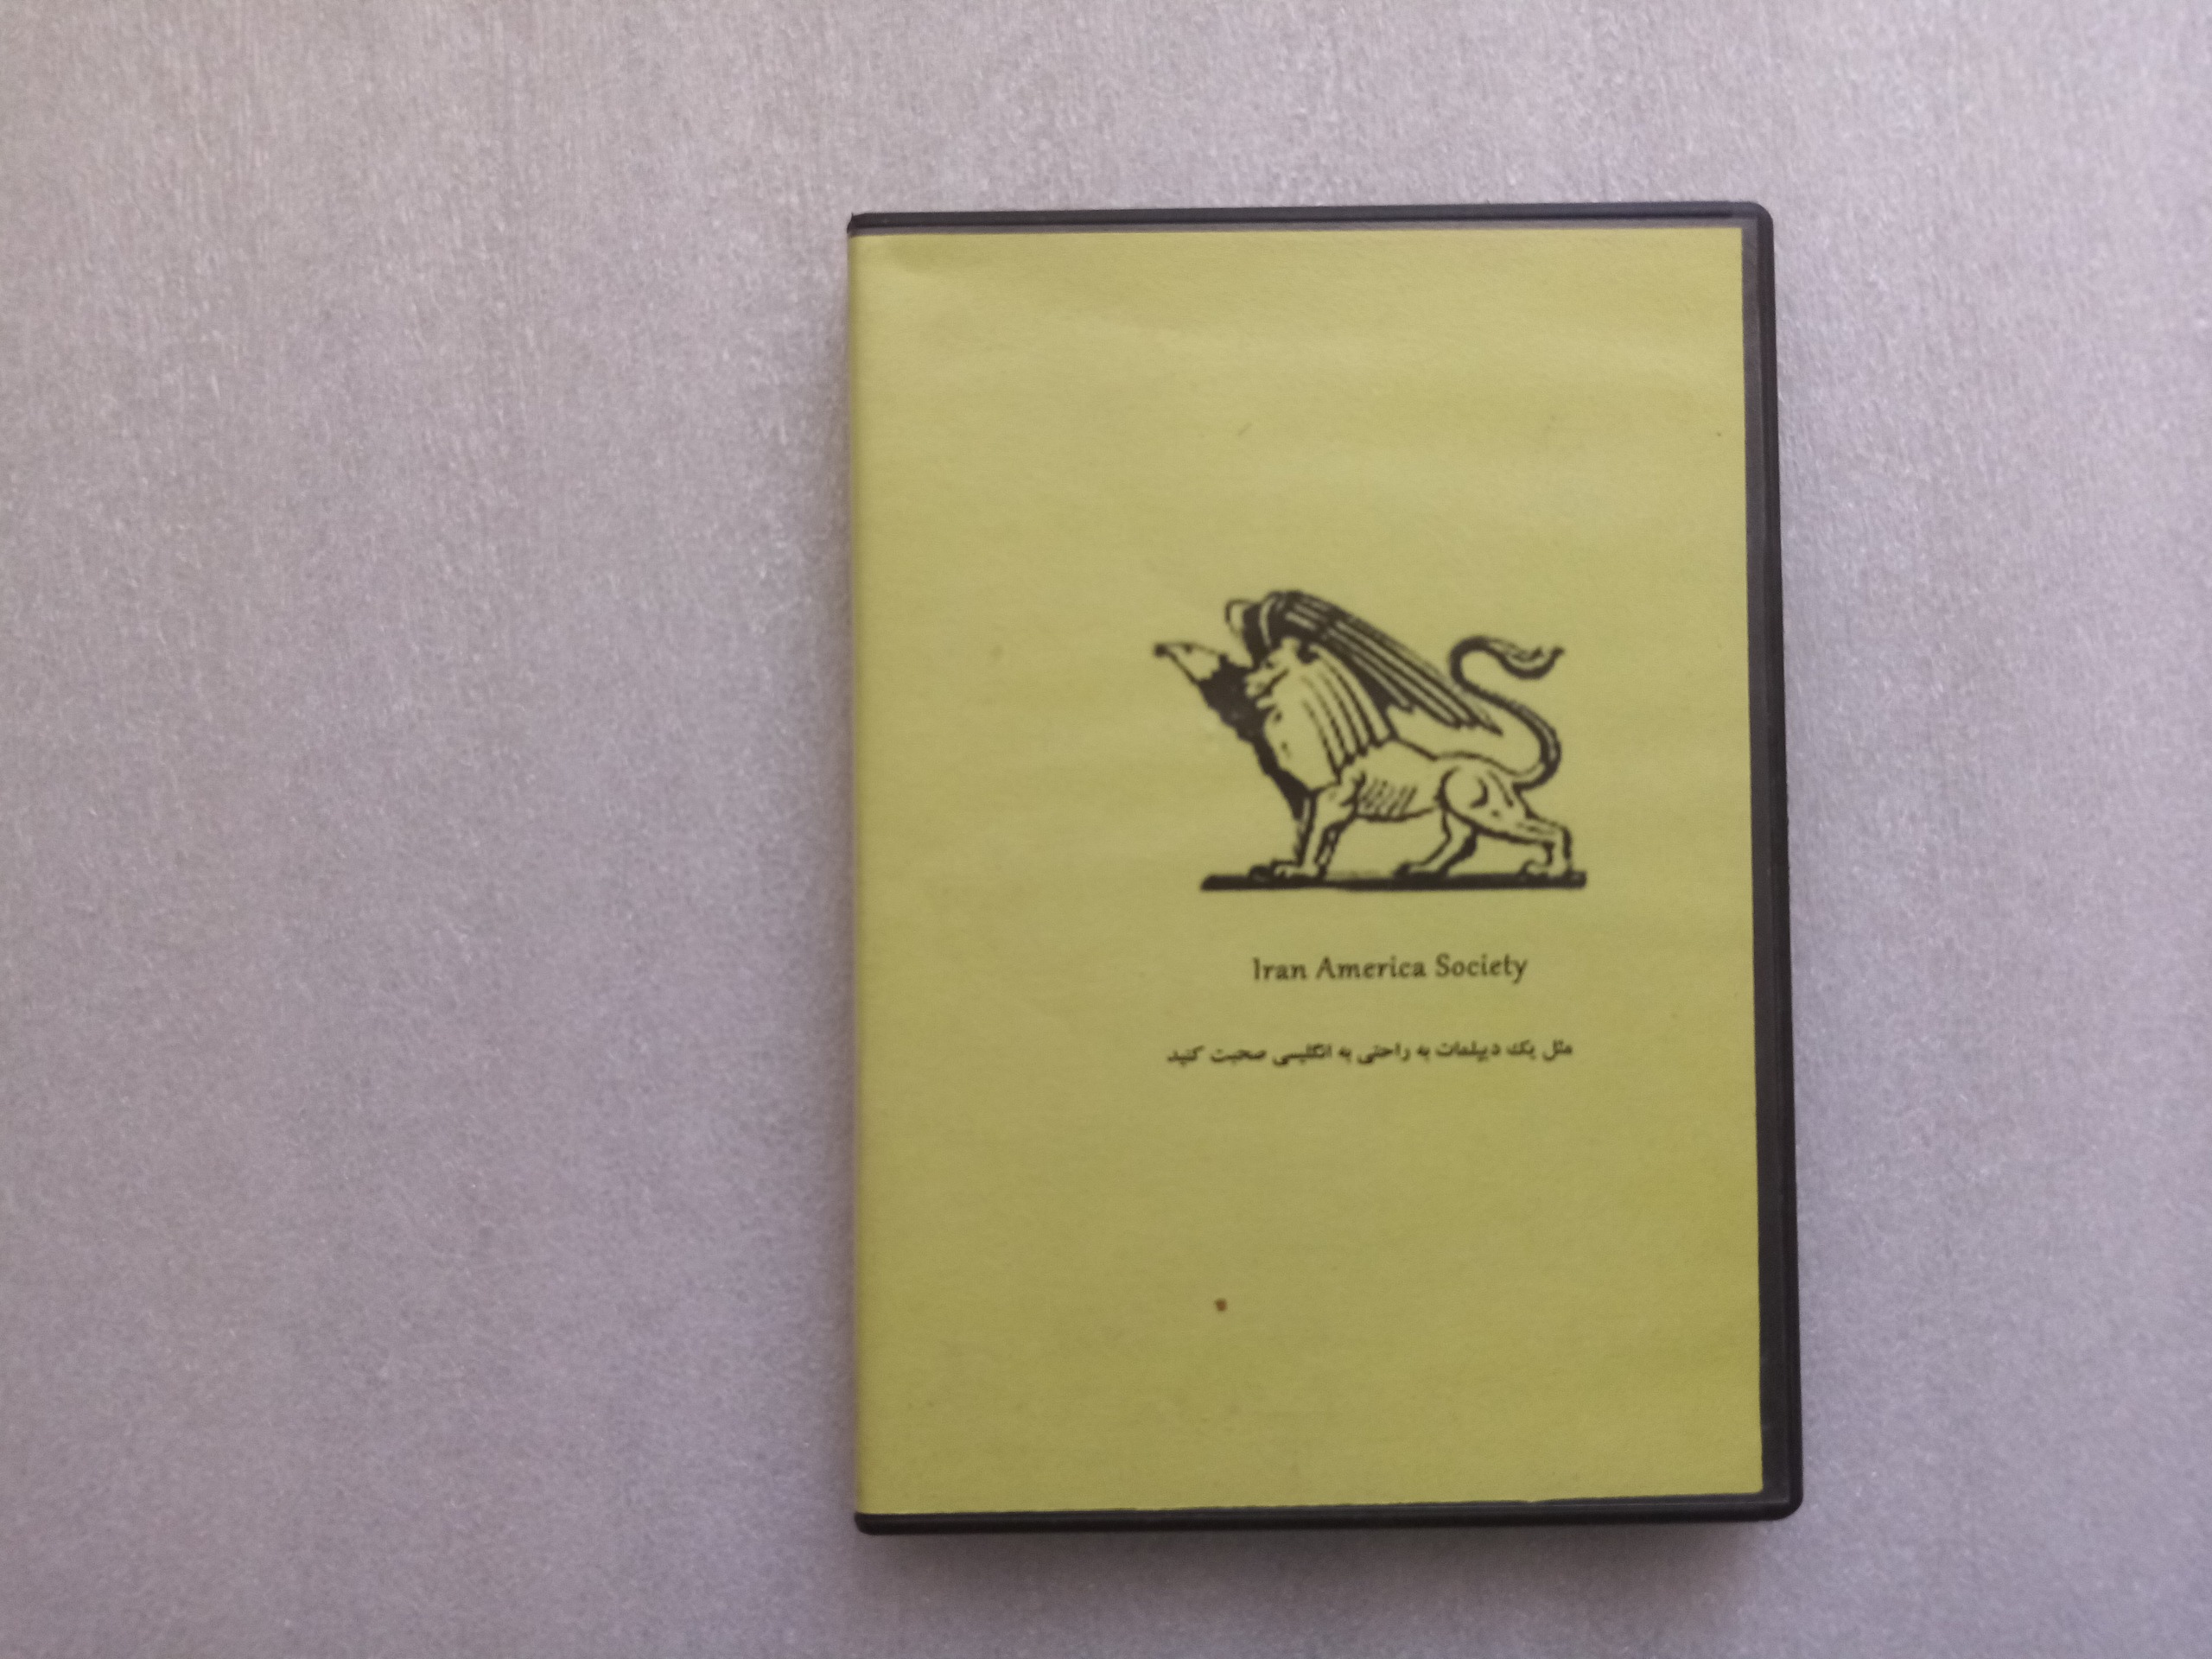 Iran America Society
مثل یک دیپلمات به راحتی به انگلیسی صحبت کنید